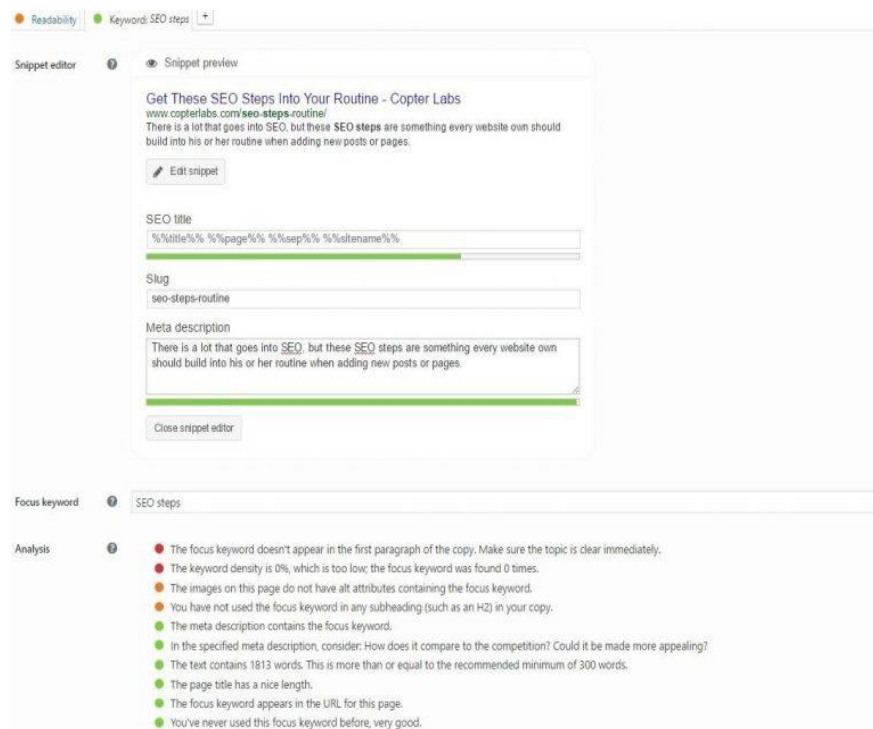 Readability Keyword: SEO steps +
Snippet editor
Snippet preview
Get These SEO Steps Into Your Routine - Copter Labs
www.copterlabs.com/seo-steps-routine/
There is a lot that goes into SEO, but these SEO steps are something every website own should
build into his or her routine when adding new posts or pages.
Edit snippet
SEO title
%%title%% %%page%% %%sep%% %%sitename%%
Slug
seo-steps-routine
Meta description
There is a lot that goes into SEO, but these SEO steps are something every website own
should build into his or her routine when adding new posts or pages.
Close snippet editor
Focus keyword
SEO steps
Analysis
The focus keyword doesn't appear in the first paragraph of the copy. Make sure the topic is clear immediately.
The keyword density is 0%, which is too low; the focus keyword was found 0 times.
The images on this page do not have alt attributes containing the focus keyword.
You have not used the focus keyword in any subheading (such as an H2) in your copy.
The meta description contains the focus keyword.
In the specified meta description, consider: How does it compare to the competition? Could it be made more appealing?
The text contains 1813 words. This is more than or equal to the recommended minimum of 300 words.
The page title has a nice length.
The focus keyword appears in the URL for this page.
You've never used this focus keyword before, very good.